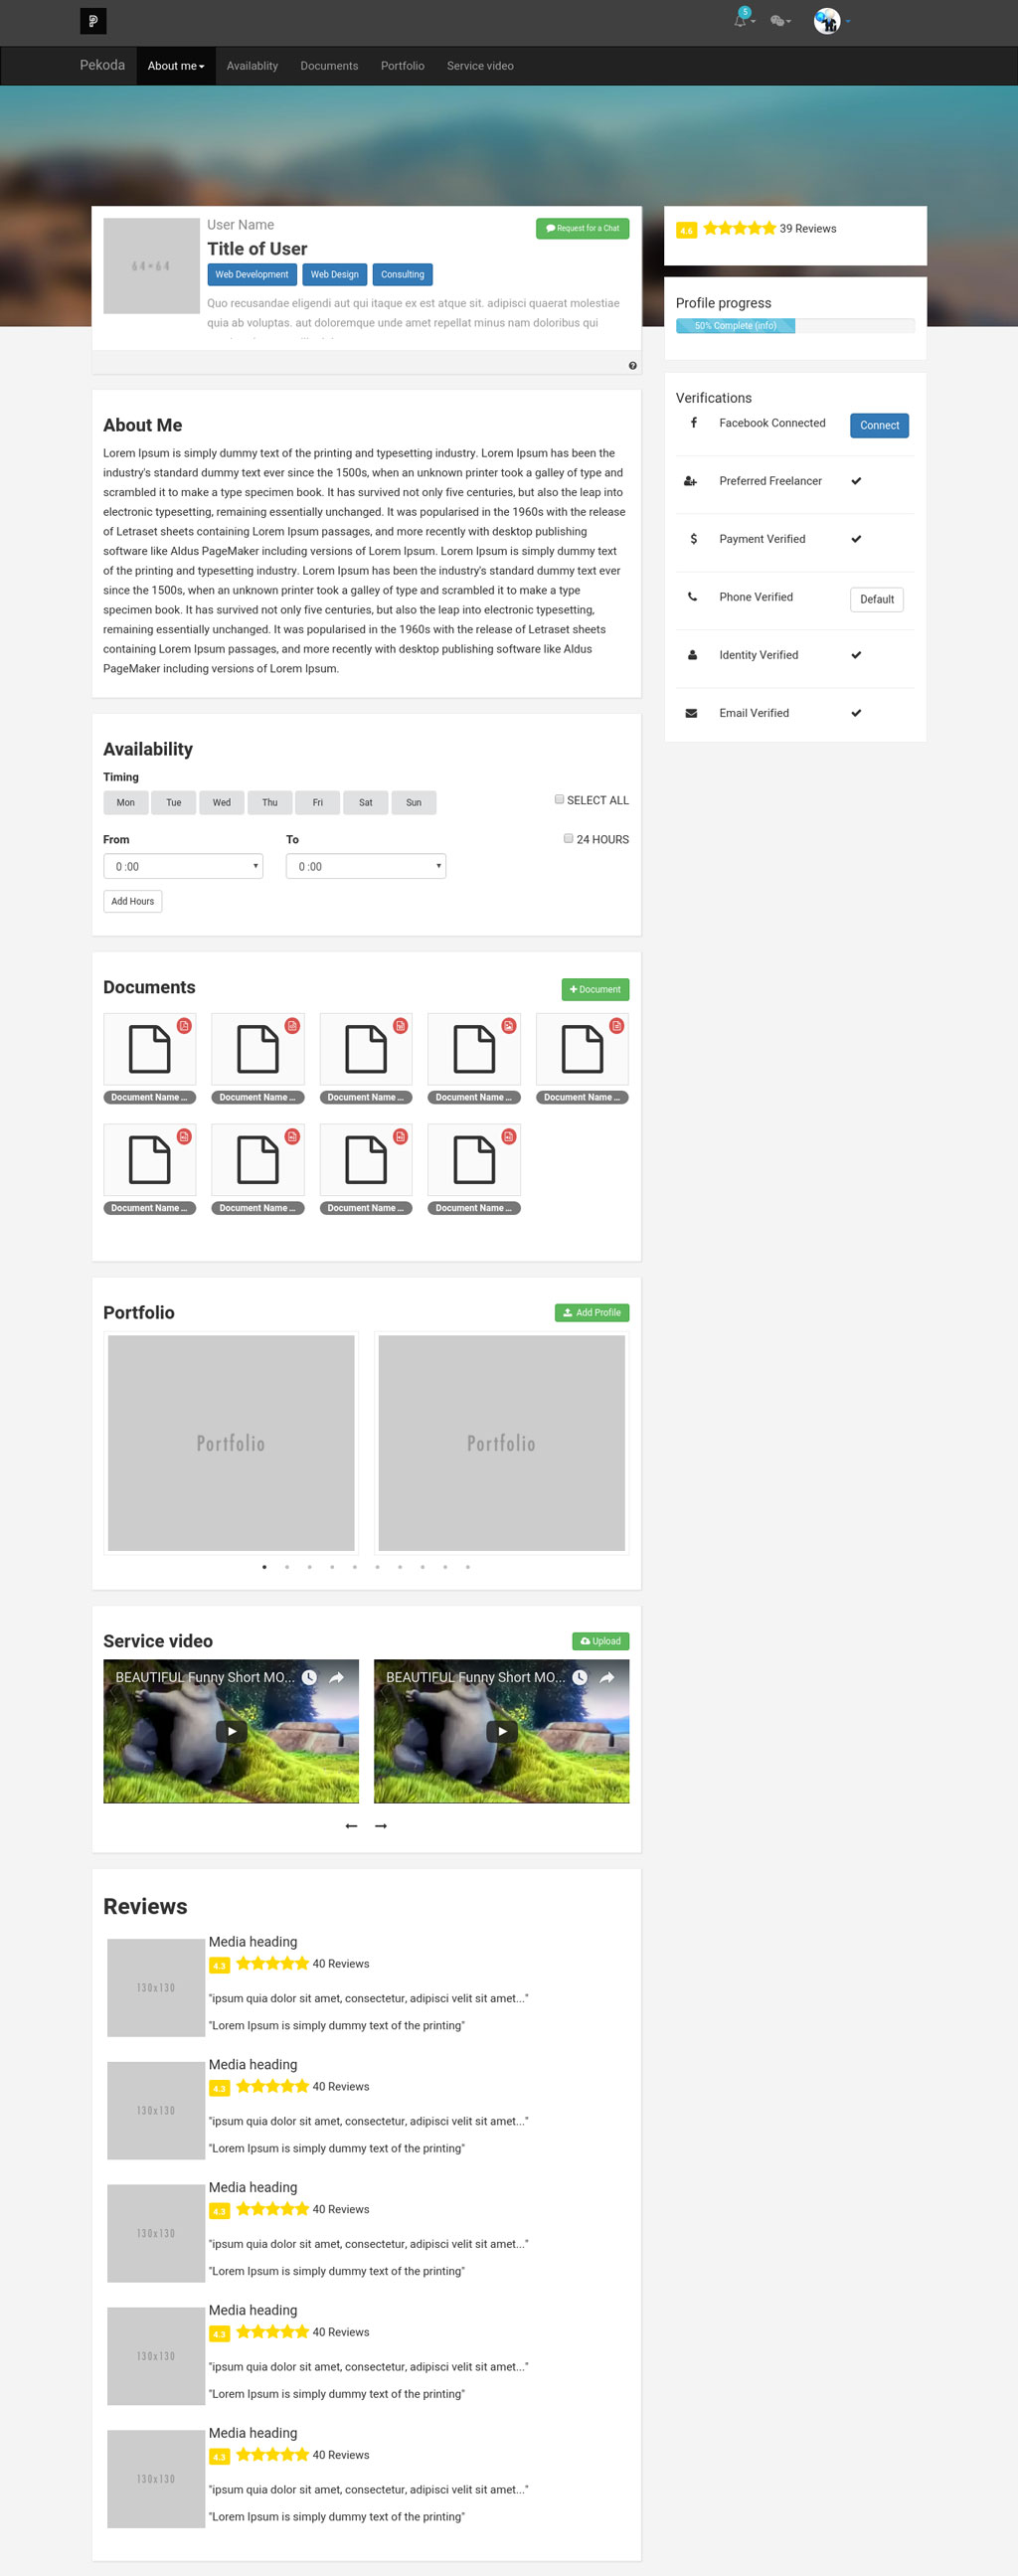 5
Pekoda
About me
Availablity
Documents
Portfolio
Service video
64×64
User Name
Request for a Chat
Title of User
Web Development
Web Design
Consulting
Quo recusandae eligendi aut qui itaque ex est atque sit. adipisci quaerat molestiae
quia ab voluptas. aut doloremque unde amet repellat minus nam doloribus qui
4.6
39 Reviews
Profile progress
50% Complete (info)
Verifications
Facebook Connected
Connect
Preferred Freelancer
Payment Verified
Phone Verified
Default
Identity Verified
Email Verified
About Me
Lorem Ipsum is simply dummy text of the printing and typesetting industry. Lorem Ipsum has been the
industry's standard dummy text ever since the 1500s, when an unknown printer took a galley of type and
scrambled it to make a type specimen book. It has survived not only five centuries, but also the leap into
electronic typesetting, remaining essentially unchanged. It was popularised in the 1960s with the release
of Letraset sheets containing Lorem Ipsum passages, and more recently with desktop publishing
software like Aldus PageMaker including versions of Lorem Ipsum. Lorem Ipsum is simply dummy text
of the printing and typesetting industry. Lorem Ipsum has been the industry's standard dummy text ever
since the 1500s, when an unknown printer took a galley of type and scrambled it to make a type
specimen book. It has survived not only five centuries, but also the leap into electronic typesetting,
remaining essentially unchanged. It was popularised in the 1960s with the release of Letraset sheets
containing Lorem Ipsum passages, and more recently with desktop publishing software like Aldus
PageMaker including versions of Lorem Ipsum.
Availability
Timing
Mon
Tue
Wed
Thu
Fri
Sat
Sun
SELECT ALL
From
To
24 HOURS
0 :00
0 :00
Add Hours
Documents
+ Document
Document Name ...
Document Name ...
Document Name ...
Document Name ...
Document Name ...
Document Name ...
Document Name ...
Document Name ...
Document Name ...
Portfolio
Add Profile
Portfolio
Portfolio
Service video
Upload
BEAUTIFUL Funny Short MO...
BEAUTIFUL Funny Short MO...
Reviews
130x130
Media heading
4.3
40 Reviews
"ipsum quia dolor sit amet, consectetur, adipisci velit sit amet..."
"Lorem Ipsum is simply dummy text of the printing"
130x130
Media heading
4.3
40 Reviews
"ipsum quia dolor sit amet, consectetur, adipisci velit sit amet..."
"Lorem Ipsum is simply dummy text of the printing"
130x130
Media heading
4.3
40 Reviews
"ipsum quia dolor sit amet, consectetur, adipisci velit sit amet..."
"Lorem Ipsum is simply dummy text of the printing"
130x130
Media heading
4.3
40 Reviews
"ipsum quia dolor sit amet, consectetur, adipisci velit sit amet..."
"Lorem Ipsum is simply dummy text of the printing"
130x130
Media heading
4.3
40 Reviews
"ipsum quia dolor sit amet, consectetur, adipisci velit sit amet..."
"Lorem Ipsum is simply dummy text of the printing"